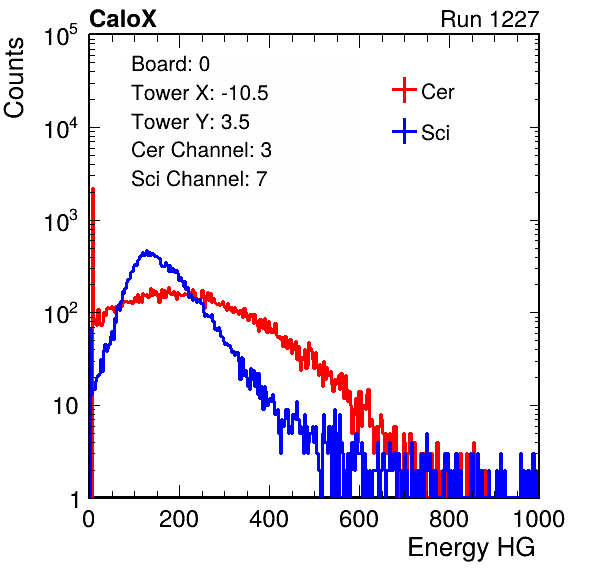 CaloX Run 1227
Counts
10^5
10^4
10^3
10^2
10
1
Board: 0
Tower X: -10.5
Tower Y: 3.5
Cer Channel: 3
Sci Channel: 7
Cer
Sci
0 200 400 600 800 1000
Energy HG